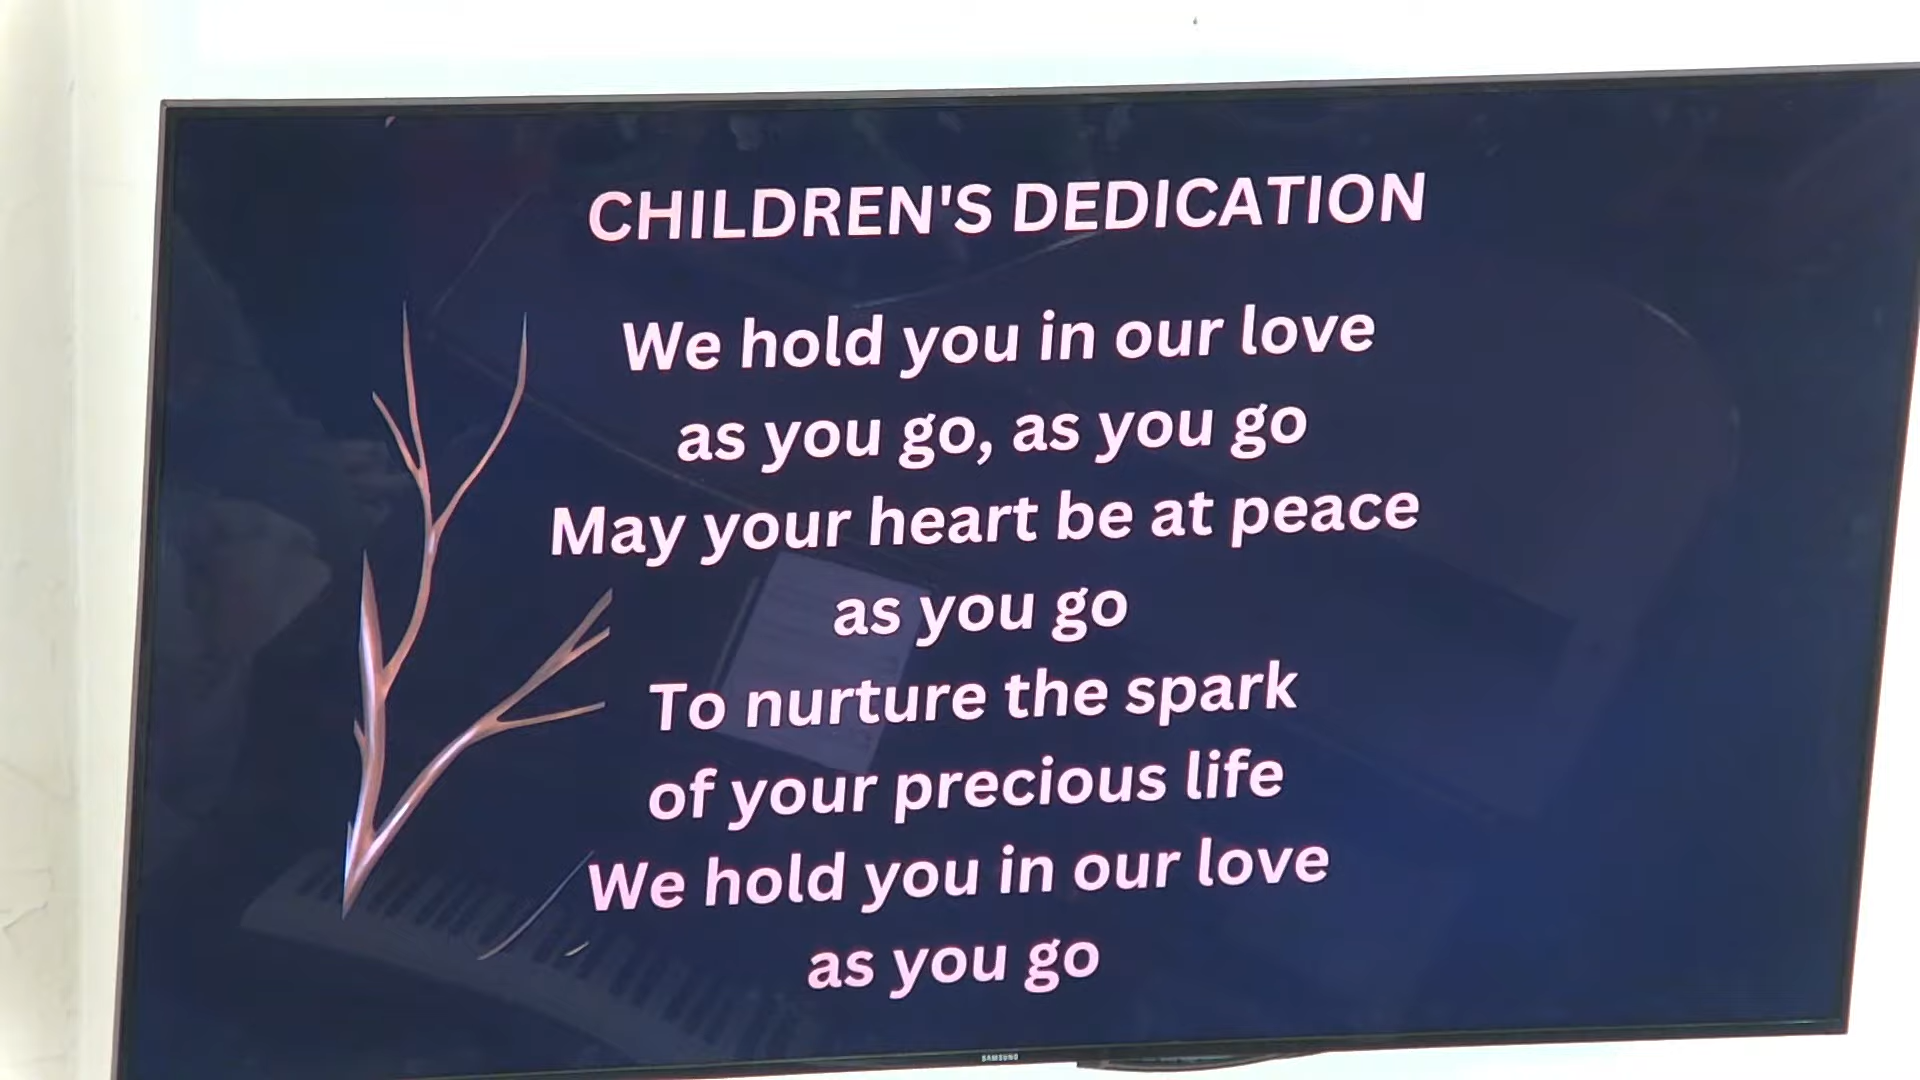 CHILDREN'S DEDICATION
We hold you in our love
as you go, as you go
May your heart be at peace
as you go
To nurture the spark
of your precious life
We hold you in our love
as you go
SAMSUNG